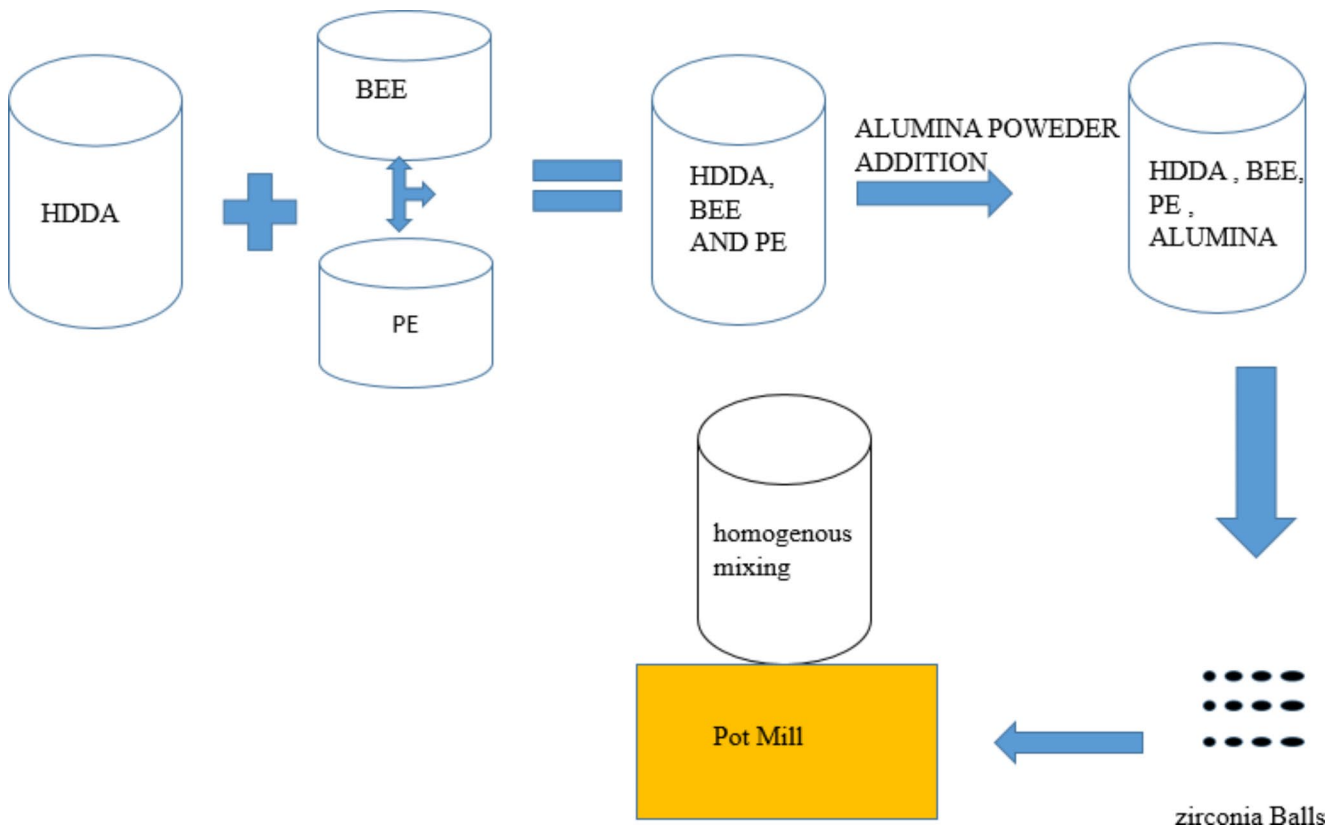 HDDA
BEE
PE
HDDA,
BEE
AND PE
ALUMINA POWEDER
ADDITION
HDDA , BEE,
PE ,
ALUMINA
homogenous
mixing
Pot Mill
zirconia Balls